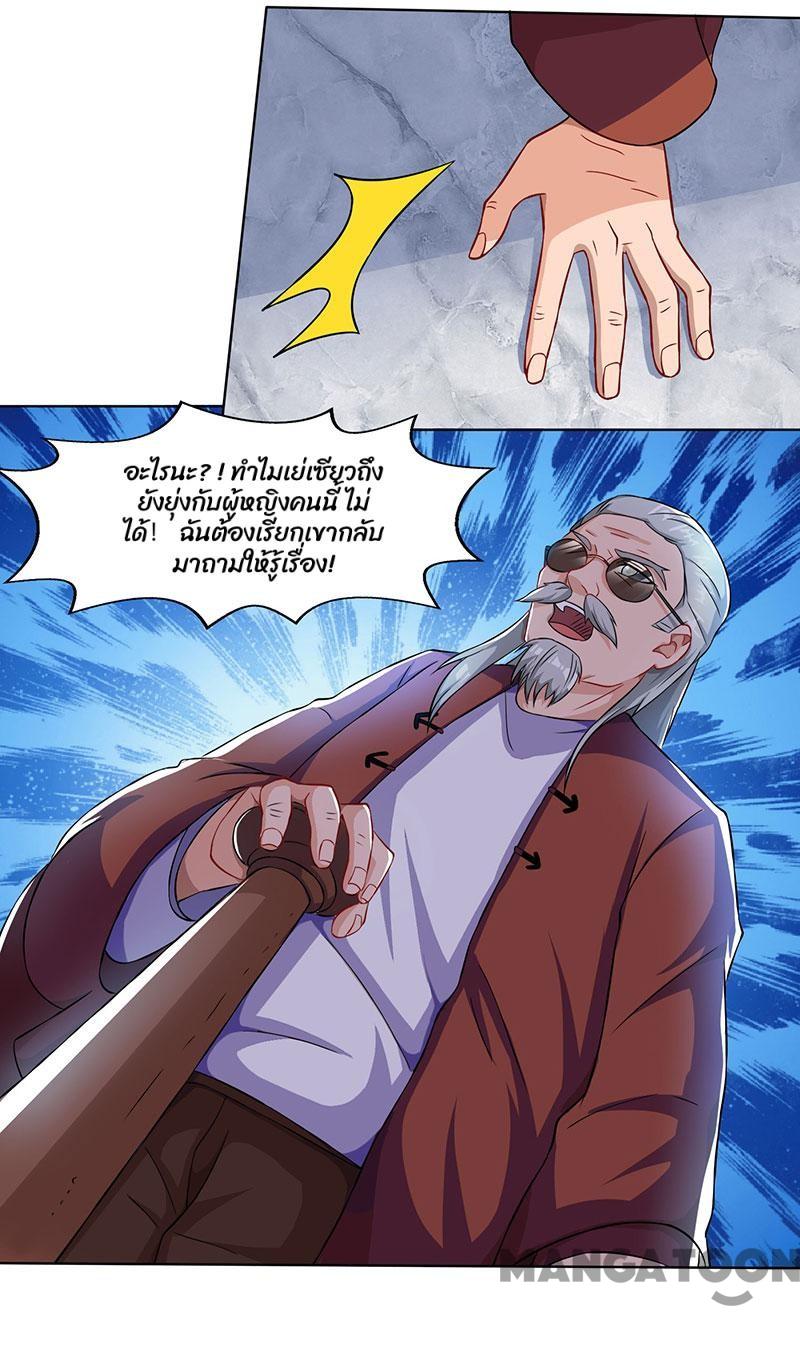 อะไรนะ?! ทำไมเย่เซียวถึง
ยังยุ่งกับผู้หญิงคนนี้ ไม่
ได้! ฉันต้องเรียกเขากลับ
มาถามให้รู้เรื่อง!
MANGATOON